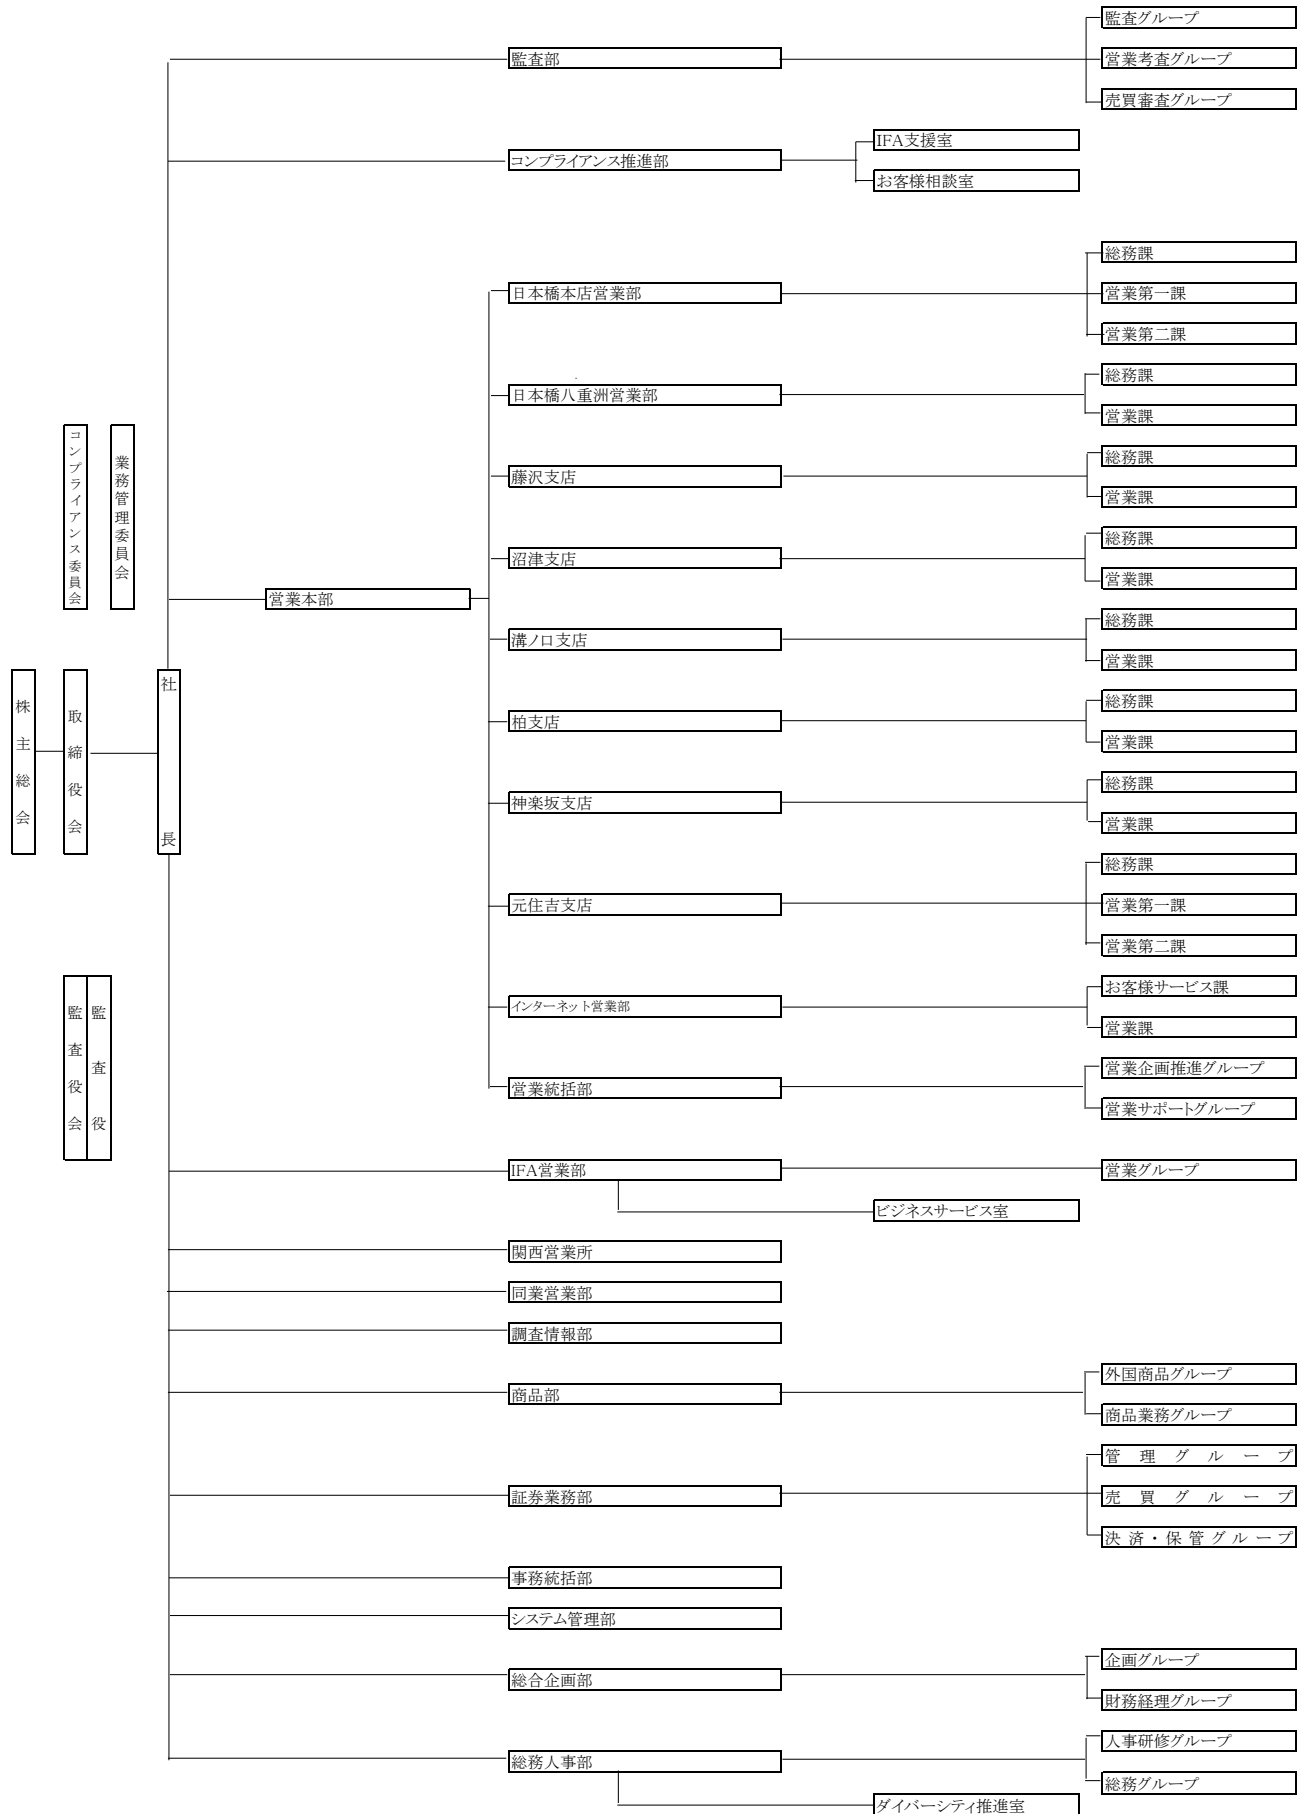 監査グループ
監査部
営業考査グループ
売買審査グループ
IFA支援室
コンプライアンス推進部
お客様相談室
総務課
日本橋本店営業部
営業第一課
営業第二課
総務課
日本橋八重洲営業部
営業課
総務課
藤沢支店
営業課
総務課
沼津支店
営業課
コンプライアンス委員会
業務管理委員会
営業本部
総務課
溝ノ口支店
営業課
株主総会
取締役会
社長
総務課
柏支店
営業課
総務課
神楽坂支店
営業課
総務課
元住吉支店
営業第一課
営業第二課
監査役会
監査役
お客様サービス課
インターネット営業部
営業課
営業企画推進グループ
営業統括部
営業サポートグループ
IFA営業部
営業グループ
ビジネスサービス室
関西営業所
同業営業部
調査情報部
外国商品グループ
商品部
商品業務グループ
管理グループ
証券業務部
売買グループ
決済・保管グループ
事務統括部
システム管理部
企画グループ
総合企画部
財務経理グループ
人事研修グループ
総務人事部
総務グループ
ダイバーシティ推進室